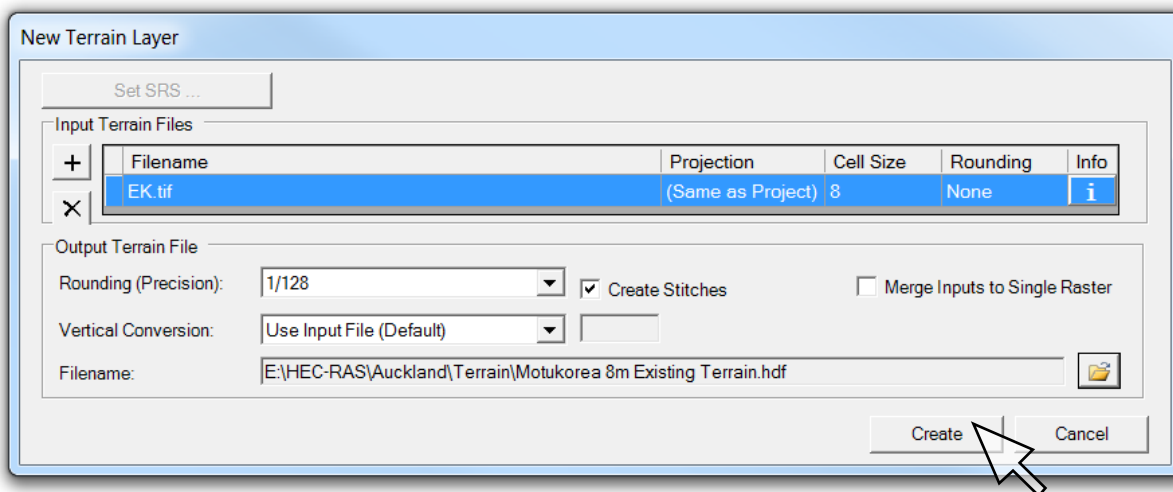 New Terrain Layer
Set SRS ...
Input Terrain Files
+ Filename Projection Cell Size Rounding Info
EK.tif (Same as Project) 8 None i
Output Terrain File
Rounding (Precision): 1/128 Create Stitches Merge Inputs to Single Raster
Vertical Conversion: Use Input File (Default)
Filename: E:\HEC-RAS\Auckland\Terrain\Motukorea 8m Existing Terrain.hdf
Create Cancel